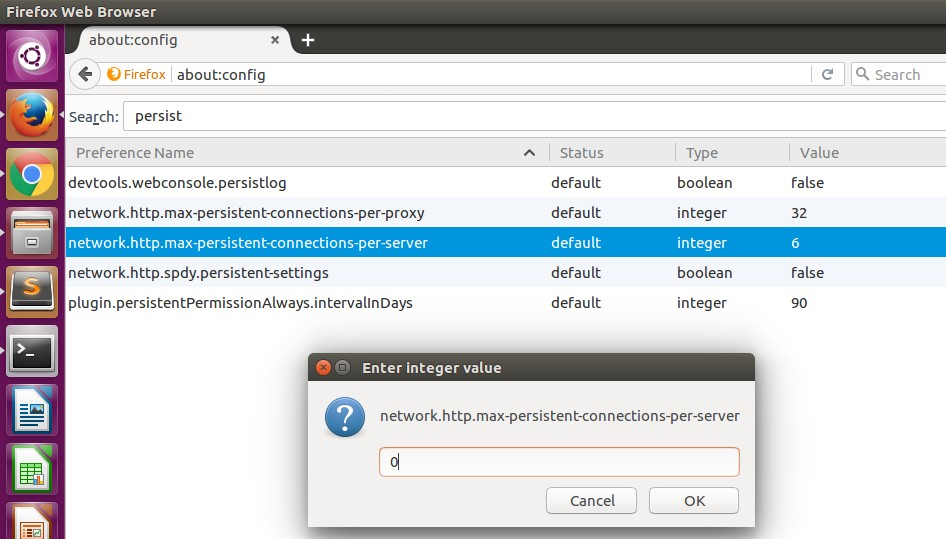 Firefox Web Browser
about:config
Firefox about:config Search
Search: persist
Preference Name Status Type Value
devtools.webconsole.persistlog default boolean false
network.http.max-persistent-connections-per-proxy default integer 32
network.http.max-persistent-connections-per-server default integer 6
network.http.spdy.persistent-settings default boolean false
plugin.persistentPermissionAlways.intervalInDays default integer 90
Enter integer value
network.http.max-persistent-connections-per-server
0
Cancel OK